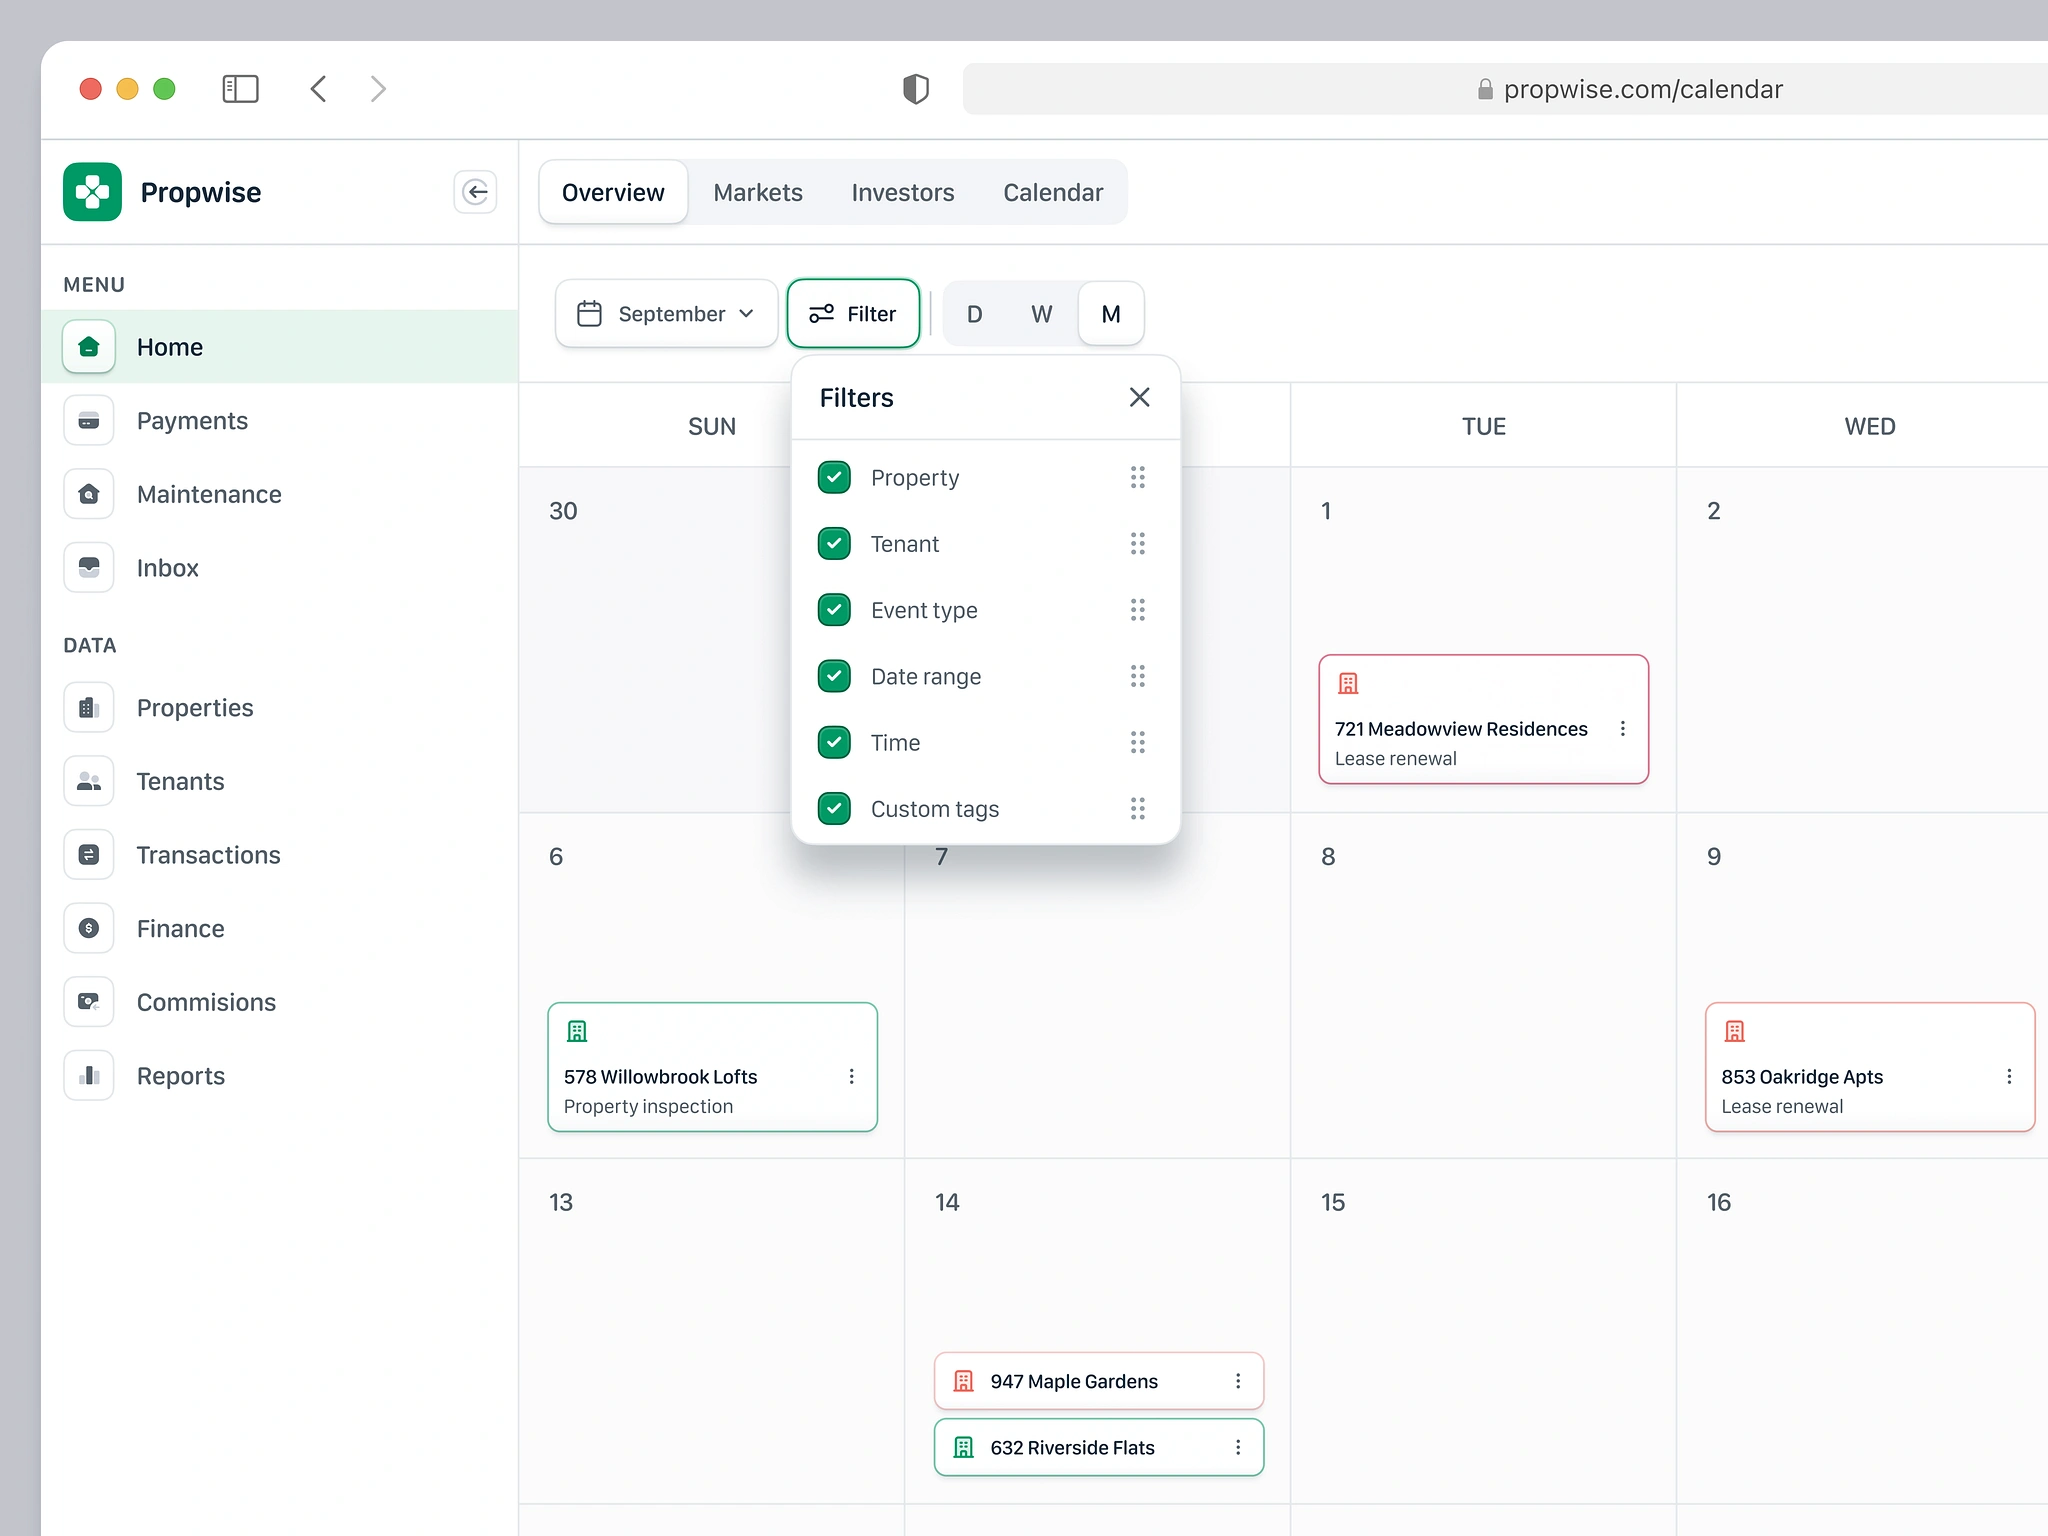 propwise.com/calendar
Propwise
Overview Markets Investors Calendar
MENU
Home
Payments
Maintenance
Inbox
DATA
Properties
Tenants
Transactions
Finance
Commisions
Reports
September Filter D W M
Filters
Property
Tenant
Event type
Date range
Time
Custom tags
SUN TUE WED
30 1 2
721 Meadowview Residences
Lease renewal
6 7 8 9
578 Willowbrook Lofts
Property inspection
853 Oakridge Apts
Lease renewal
13 14 15 16
947 Maple Gardens
632 Riverside Flats